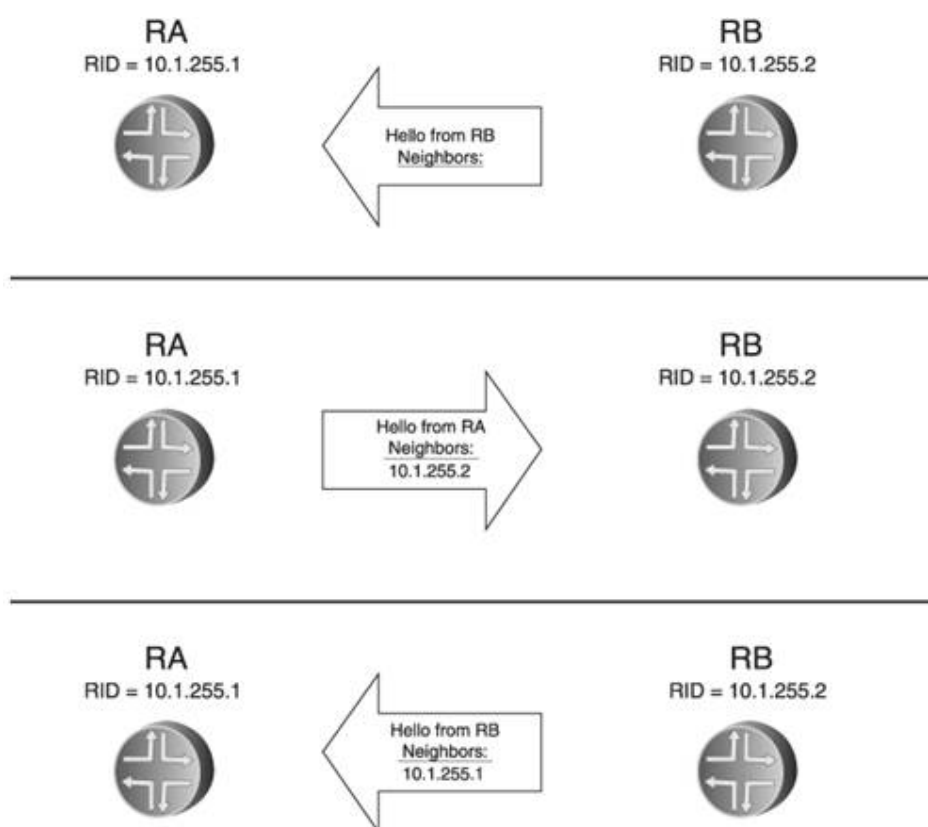 RA
RID = 10.1.255.1
RB
RID = 10.1.255.2
Hello from RB
Neighbors:
RA
RID = 10.1.255.1
RB
RID = 10.1.255.2
Hello from RA
Neighbors:
10.1.255.2
RA
RID = 10.1.255.1
RB
RID = 10.1.255.2
Hello from RB
Neighbors:
10.1.255.1